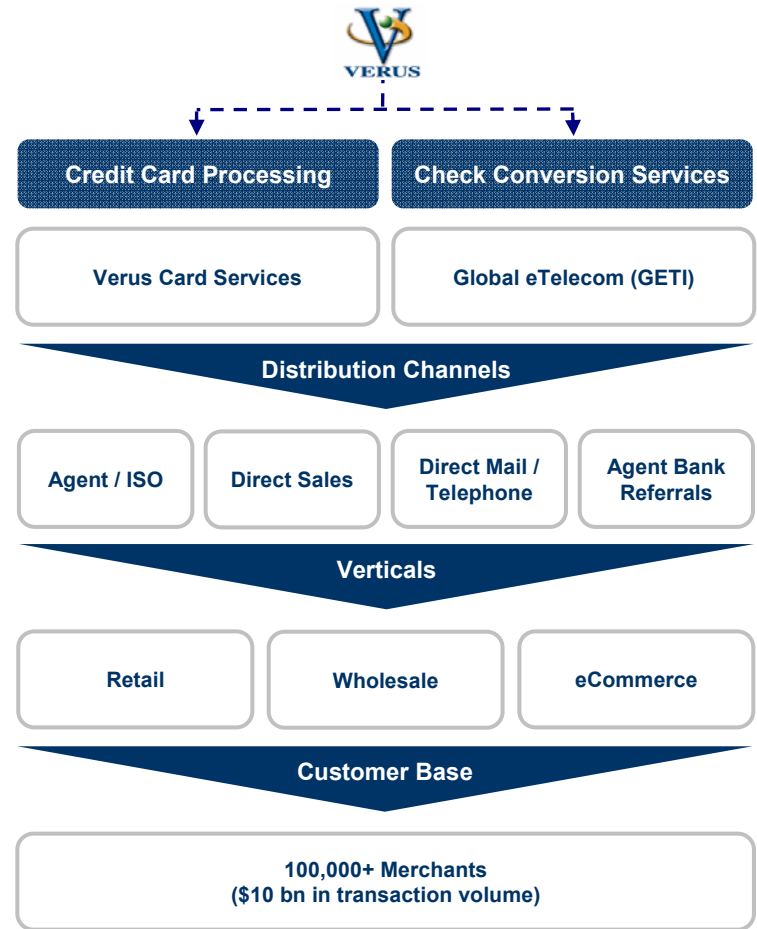 VERUS
Credit Card Processing
Check Conversion Services
Verus Card Services
Global eTelecom (GETI)
Distribution Channels
Agent / ISO
Direct Sales
Direct Mail /
Telephone
Agent Bank
Referrals
Verticals
Retail
Wholesale
eCommerce
Customer Base
100,000+ Merchants
($10 bn in transaction volume)